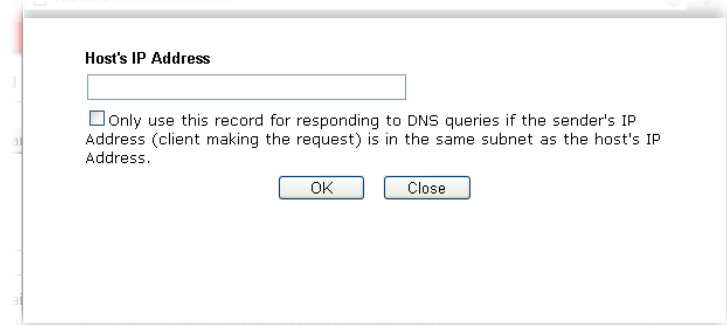 Host's IP Address
Only use this record for responding to DNS queries if the sender's IP
Address (client making the request) is in the same subnet as the host's IP
Address.
OK Close